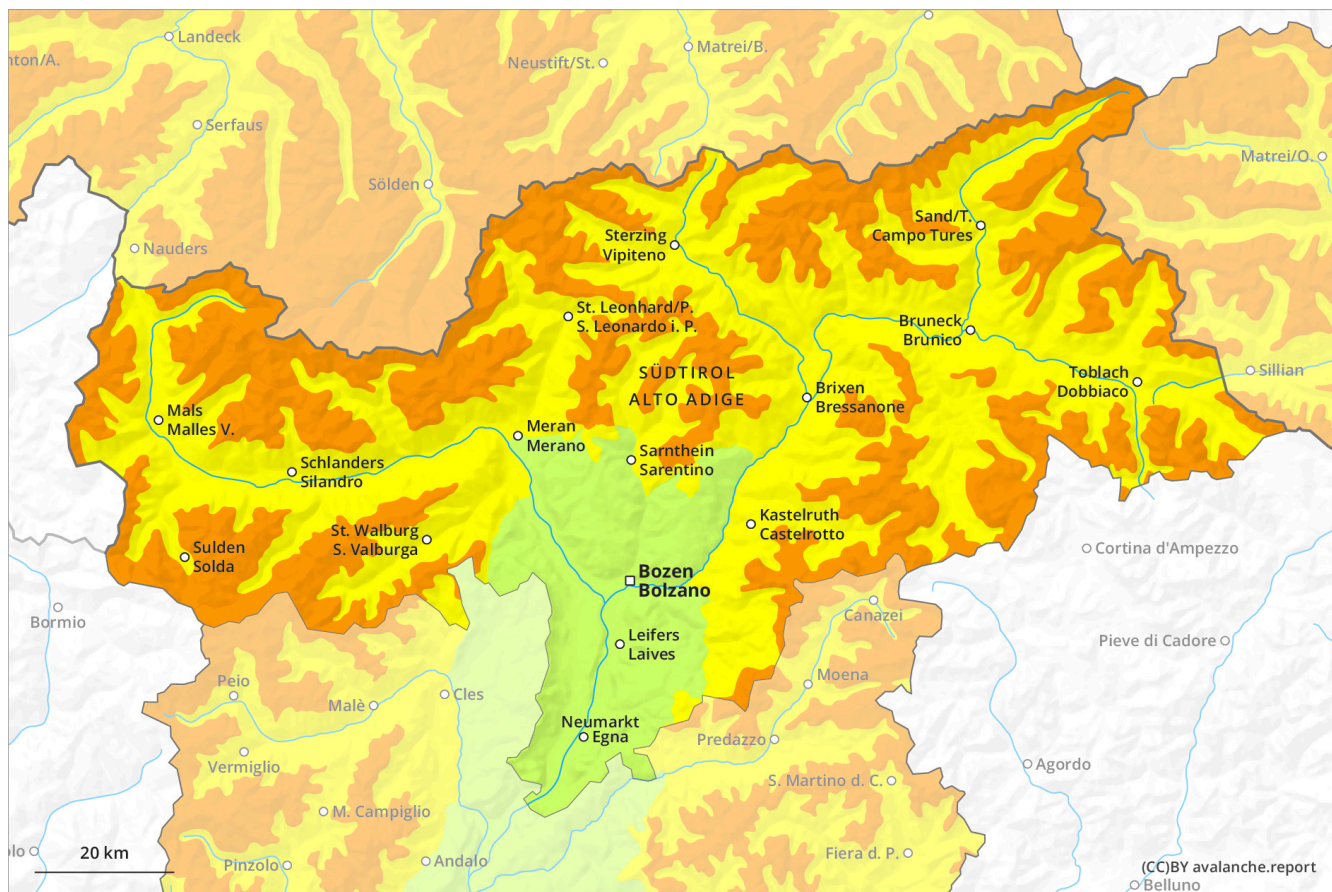 Landeck
nton/A.
Matrei/B.
Neustift/St.
Serfaus
Matrei/O.
Sölden
Sand/T.
Campo Tures
Sterzing
Vipiteno
Nauders
St. Leonhard/P.
S. Leonardo i. P.
Bruneck
Brunico
SÜDTIROL
ALTO ADIGE
Toblach
Dobbiaco
Sillian
Brixen
Bressanone
Mals
Malles V.
Meran
Merano
Sarnthein
Sarentino
Schlanders
Silandro
Kastelruth
Castelrotto
St. Walburg
S. Valburga
Sulden
Solda
Cortina d'Ampezzo
Bozen
Bolzano
Bormio
Canazei
Leifers
Laives
Pieve di Cadore
Peio
Moena
Malè
Cles
Neumarkt
Egna
Predazzo
Vermiglio
Agordo
S. Martino d. C.
M. Campiglio
olo
20 km
Pinzolo
Andalo
Fiera d. P.
(CC)BY avalanche.report
Belluno